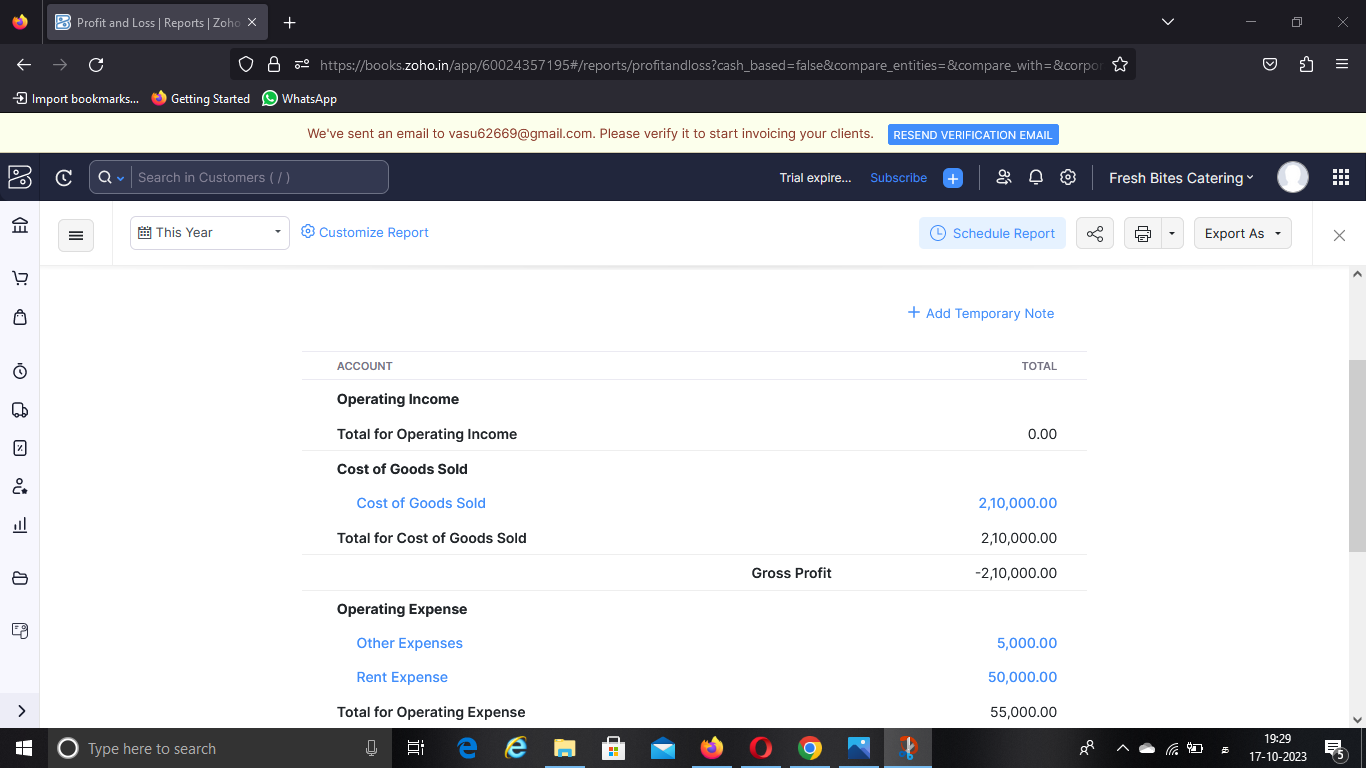 Profit and Loss | Reports | Zoho
https://books.zoho.in/app/60024357195#/reports/profitandloss?cash_based=false&compare_entities=&compare_with=&corpor
Import bookmarks... Getting Started WhatsApp
We've sent an email to vasu62669@gmail.com. Please verify it to start invoicing your clients. RESEND VERIFICATION EMAIL
Search in Customers ( / ) Trial expire... Subscribe Fresh Bites Catering
This Year Customize Report Schedule Report Export As
+ Add Temporary Note
ACCOUNT TOTAL
Operating Income
Total for Operating Income 0.00
Cost of Goods Sold
Cost of Goods Sold 2,10,000.00
Total for Cost of Goods Sold 2,10,000.00
Gross Profit -2,10,000.00
Operating Expense
Other Expenses 5,000.00
Rent Expense 50,000.00
Total for Operating Expense 55,000.00
Type here to search 19:29
17-10-2023 5